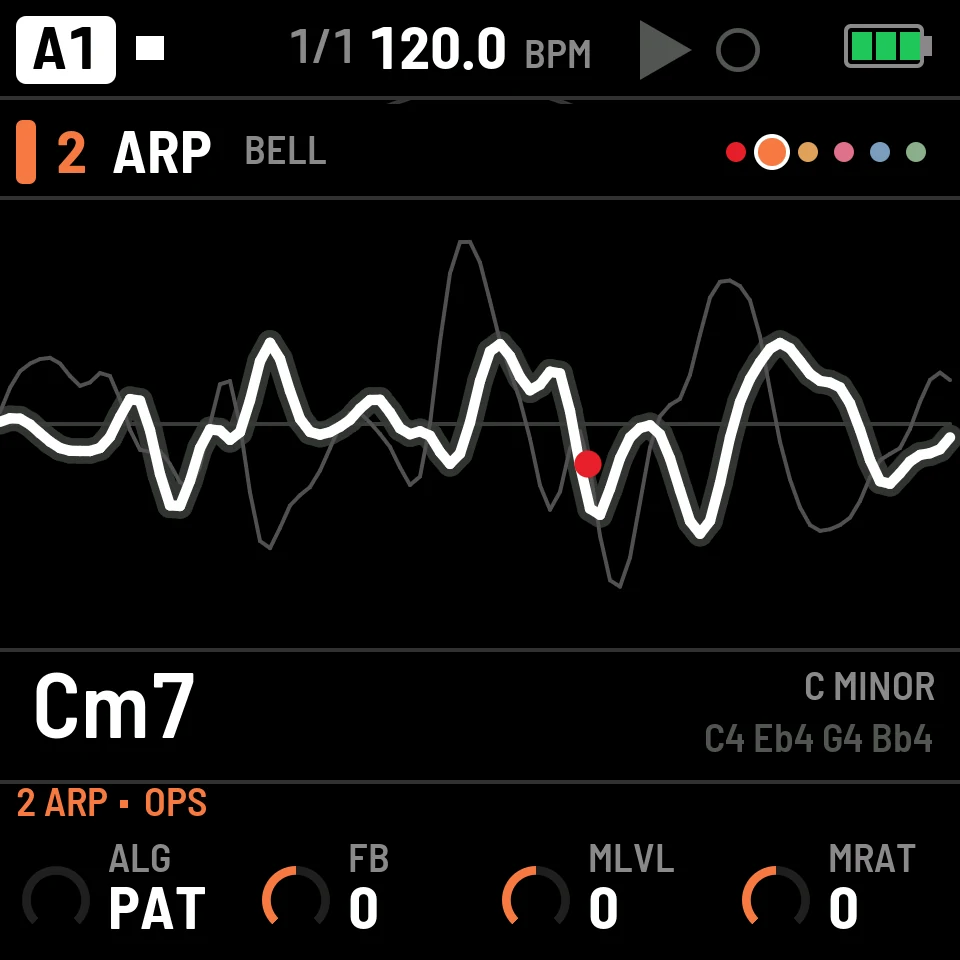 A1 1/1 120.0 BPM
2 ARP BELL
Cm7
C MINOR
C4 Eb4 G4 Bb4
2 ARP ▪ OPS
ALG FB MLVL MRAT
PAT 0 0 0